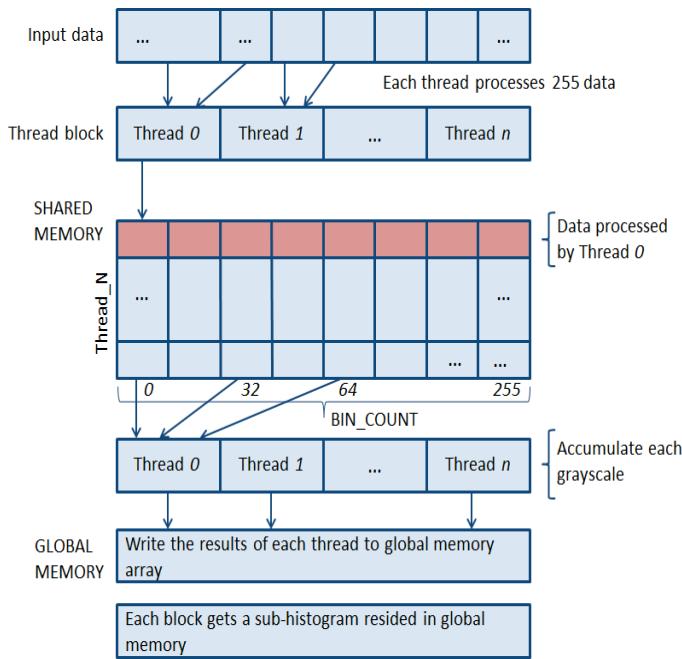 Input data
... ... ...
Each thread processes 255 data
Thread block
Thread 0 Thread 1 ... Thread n
SHARED
MEMORY
Data processed
by Thread 0
Thread_N
... ...
... ...
0 32 64 255
BIN_COUNT
Thread 0 Thread 1 ... Thread n
Accumulate each
grayscale
GLOBAL
MEMORY
Write the results of each thread to global memory
array
Each block gets a sub-histogram resided in global
memory